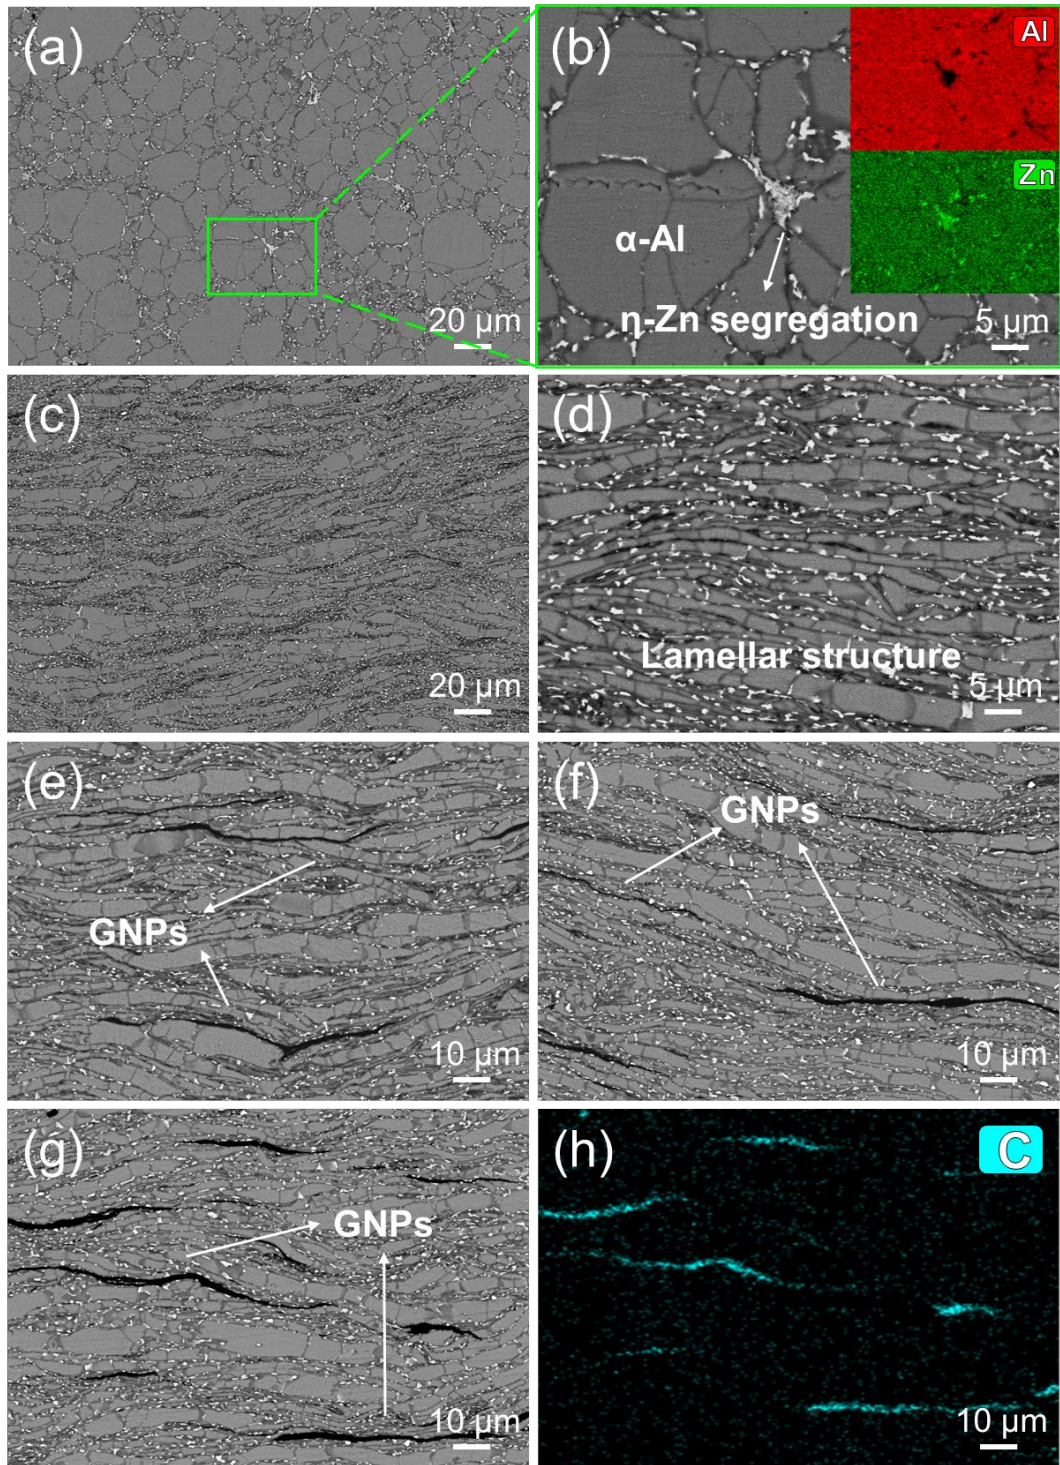 (a)
20 µm
(b)
Al
Zn
α-Al
η-Zn segregation
5 µm
(c)
20 µm
(d)
Lamellar structure
5 µm
(e)
GNPs
10 µm
(f)
GNPs
10 µm
(g)
GNPs
10 µm
(h)
C
10 µm